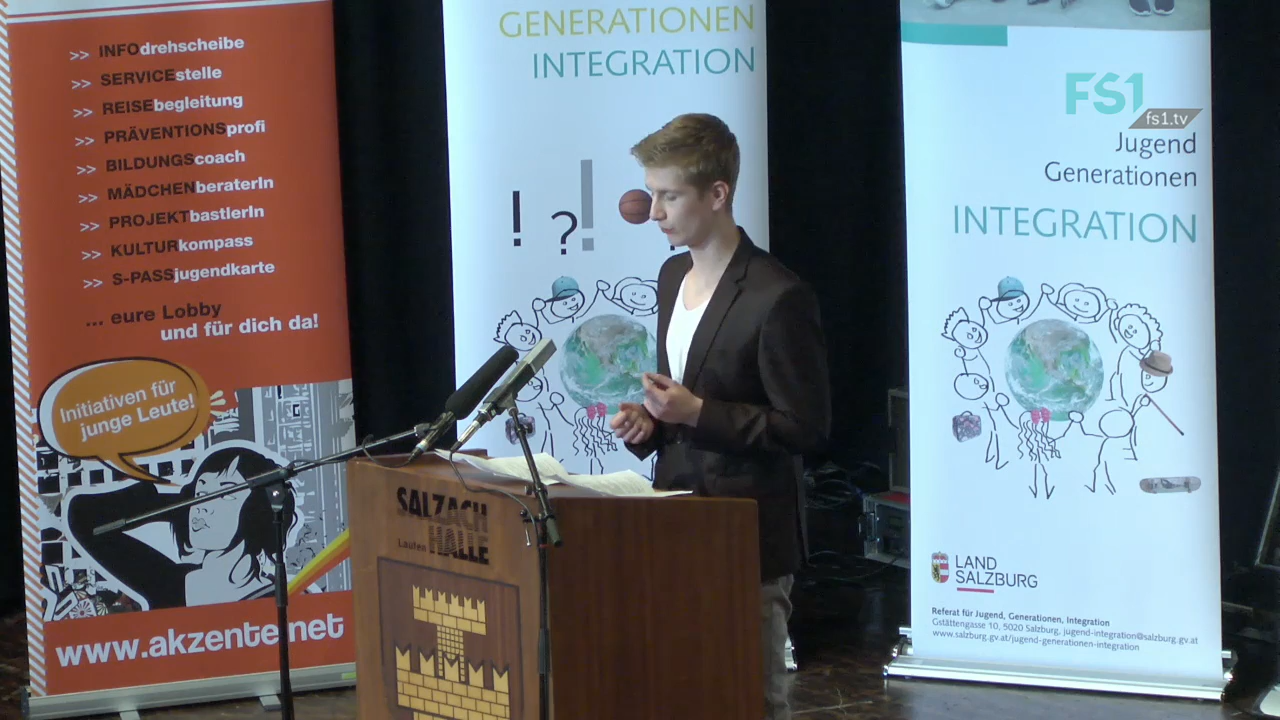 >> INFOdrehscheibe
>> SERVICEstelle
>> REISEbegleitung
>> PRÄVENTIONSprofi
>> BILDUNGScoach
>> MÄDCHENberaterIn
>> PROJEKTbastlerIn
>> KULTURkompass
>> S-PASSjugendkarte
... eure Lobby
und für dich da!
Initiativen für
junge Leute!
www.akzente.net
GENERATIONEN
INTEGRATION
! ? !
SALZACH
Laufen HALLE
FS1
fs1.tv
Jugend
Generationen
INTEGRATION
LAND
SALZBURG
Referat für Jugend, Generationen, Integration
Gstättengasse 10, 5020 Salzburg, jugend-integration@salzburg.gv.at
www.salzburg.gv.at/jugend-generationen-integration